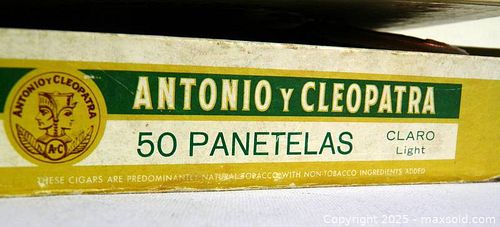 ANTONIO Y CLEOPATRA
A·C
ANTONIO Y CLEOPATRA
50 PANETELAS
CLARO
Light
THESE CIGARS ARE PREDOMINANTLY NATURAL TOBACCO WITH NON-TOBACCO INGREDIENTS ADDED
Copyright © 2025 - maxsold.com